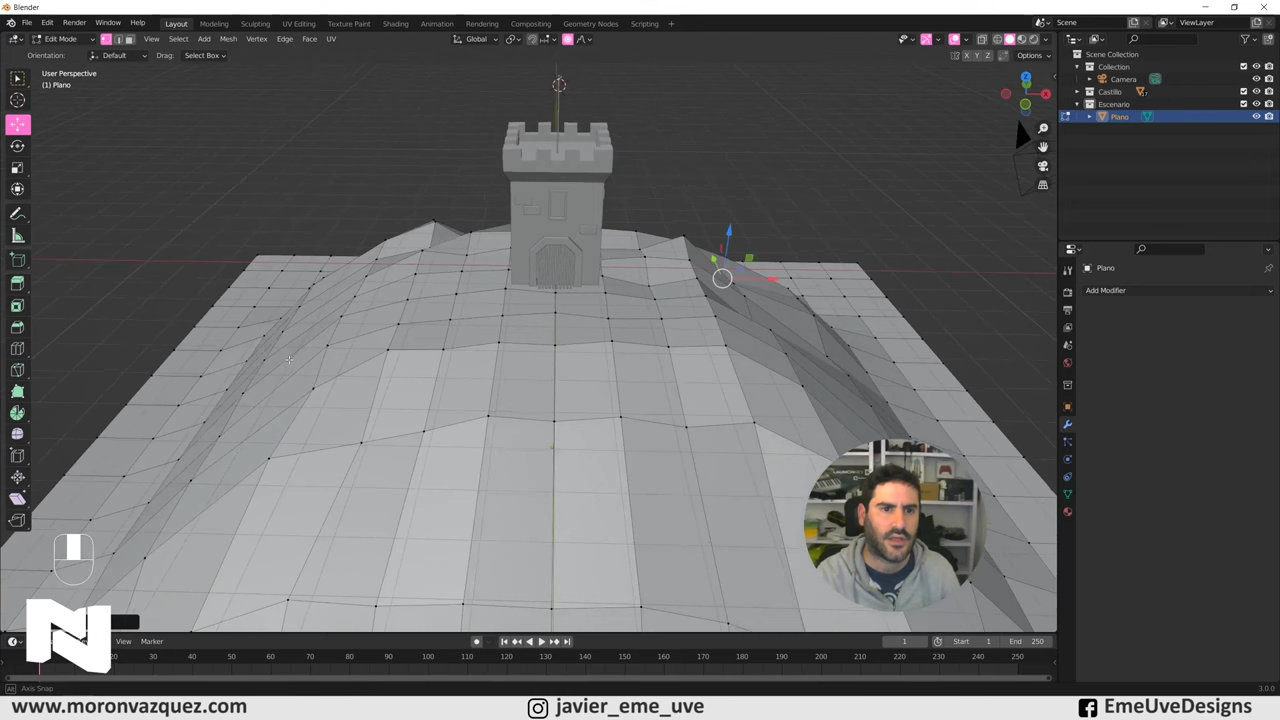 Blender
File Edit Render Window Help
Layout Modeling Sculpting UV Editing Texture Paint Shading Animation Rendering Compositing Geometry Nodes Scripting +
Scene
ViewLayer
Edit Mode
View Select Add Mesh Vertex Edge Face UV
Global
Orientation: Default Drag: Select Box
X Y Z
Options
User Perspective
(1) Plano
Scene Collection
Collection
Camera
Castillo
Escenario
Plano
Plano
Add Modifier
View Marker
1
Start 1
End 250
20 30 40 50 60 70 80 90 100 110 120 130 140 150 160 170 180 190 200 210 220 230 240 250
Axis Snap
3.0.0
N
www.moronvazquez.com
javier_eme_uve
EmeUveDesigns